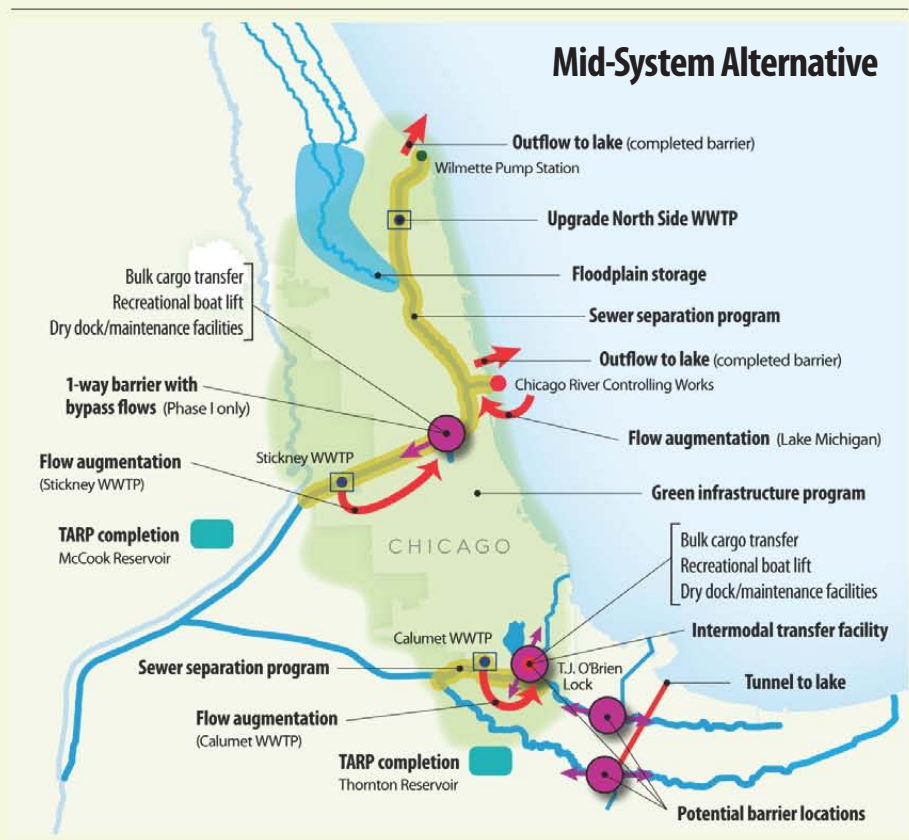 Mid-System Alternative
Outflow to lake (completed barrier)
Wilmette Pump Station
Upgrade North Side WWTP
Floodplain storage
Sewer separation program
Outflow to lake (completed barrier)
Chicago River Controlling Works
Flow augmentation (Lake Michigan)
Green infrastructure program
Bulk cargo transfer
Recreational boat lift
Dry dock/maintenance facilities
1-way barrier with
bypass flows (Phase I only)
Stickney WWTP
Flow augmentation
(Stickney WWTP)
TARP completion
McCook Reservoir
CHICAGO
Bulk cargo transfer
Recreational boat lift
Dry dock/maintenance facilities
Intermodal transfer facility
Calumet WWTP
T.J. O'Brien
Lock
Tunnel to lake
Sewer separation program
Flow augmentation
(Calumet WWTP)
TARP completion
Thornton Reservoir
Potential barrier locations